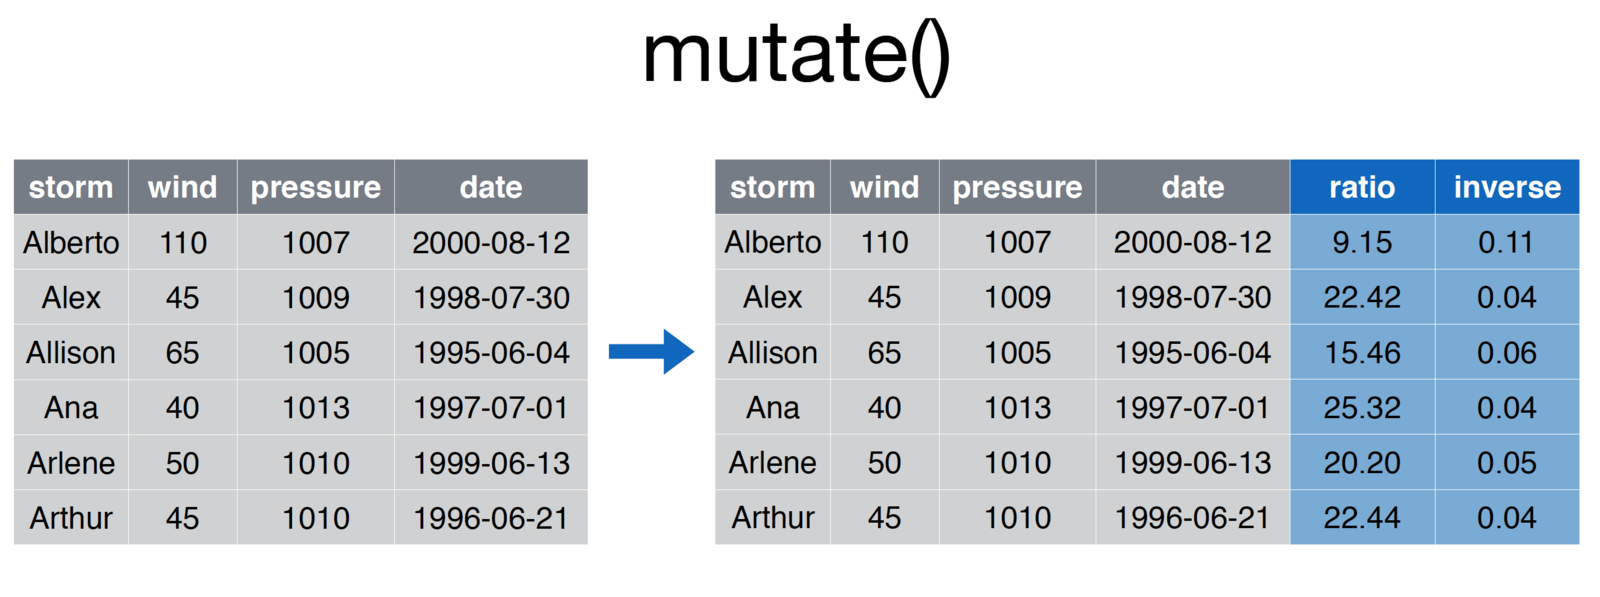 mutate()
storm wind pressure date
Alberto 110 1007 2000-08-12
Alex 45 1009 1998-07-30
Allison 65 1005 1995-06-04
Ana 40 1013 1997-07-01
Arlene 50 1010 1999-06-13
Arthur 45 1010 1996-06-21
storm wind pressure date ratio inverse
Alberto 110 1007 2000-08-12 9.15 0.11
Alex 45 1009 1998-07-30 22.42 0.04
Allison 65 1005 1995-06-04 15.46 0.06
Ana 40 1013 1997-07-01 25.32 0.04
Arlene 50 1010 1999-06-13 20.20 0.05
Arthur 45 1010 1996-06-21 22.44 0.04